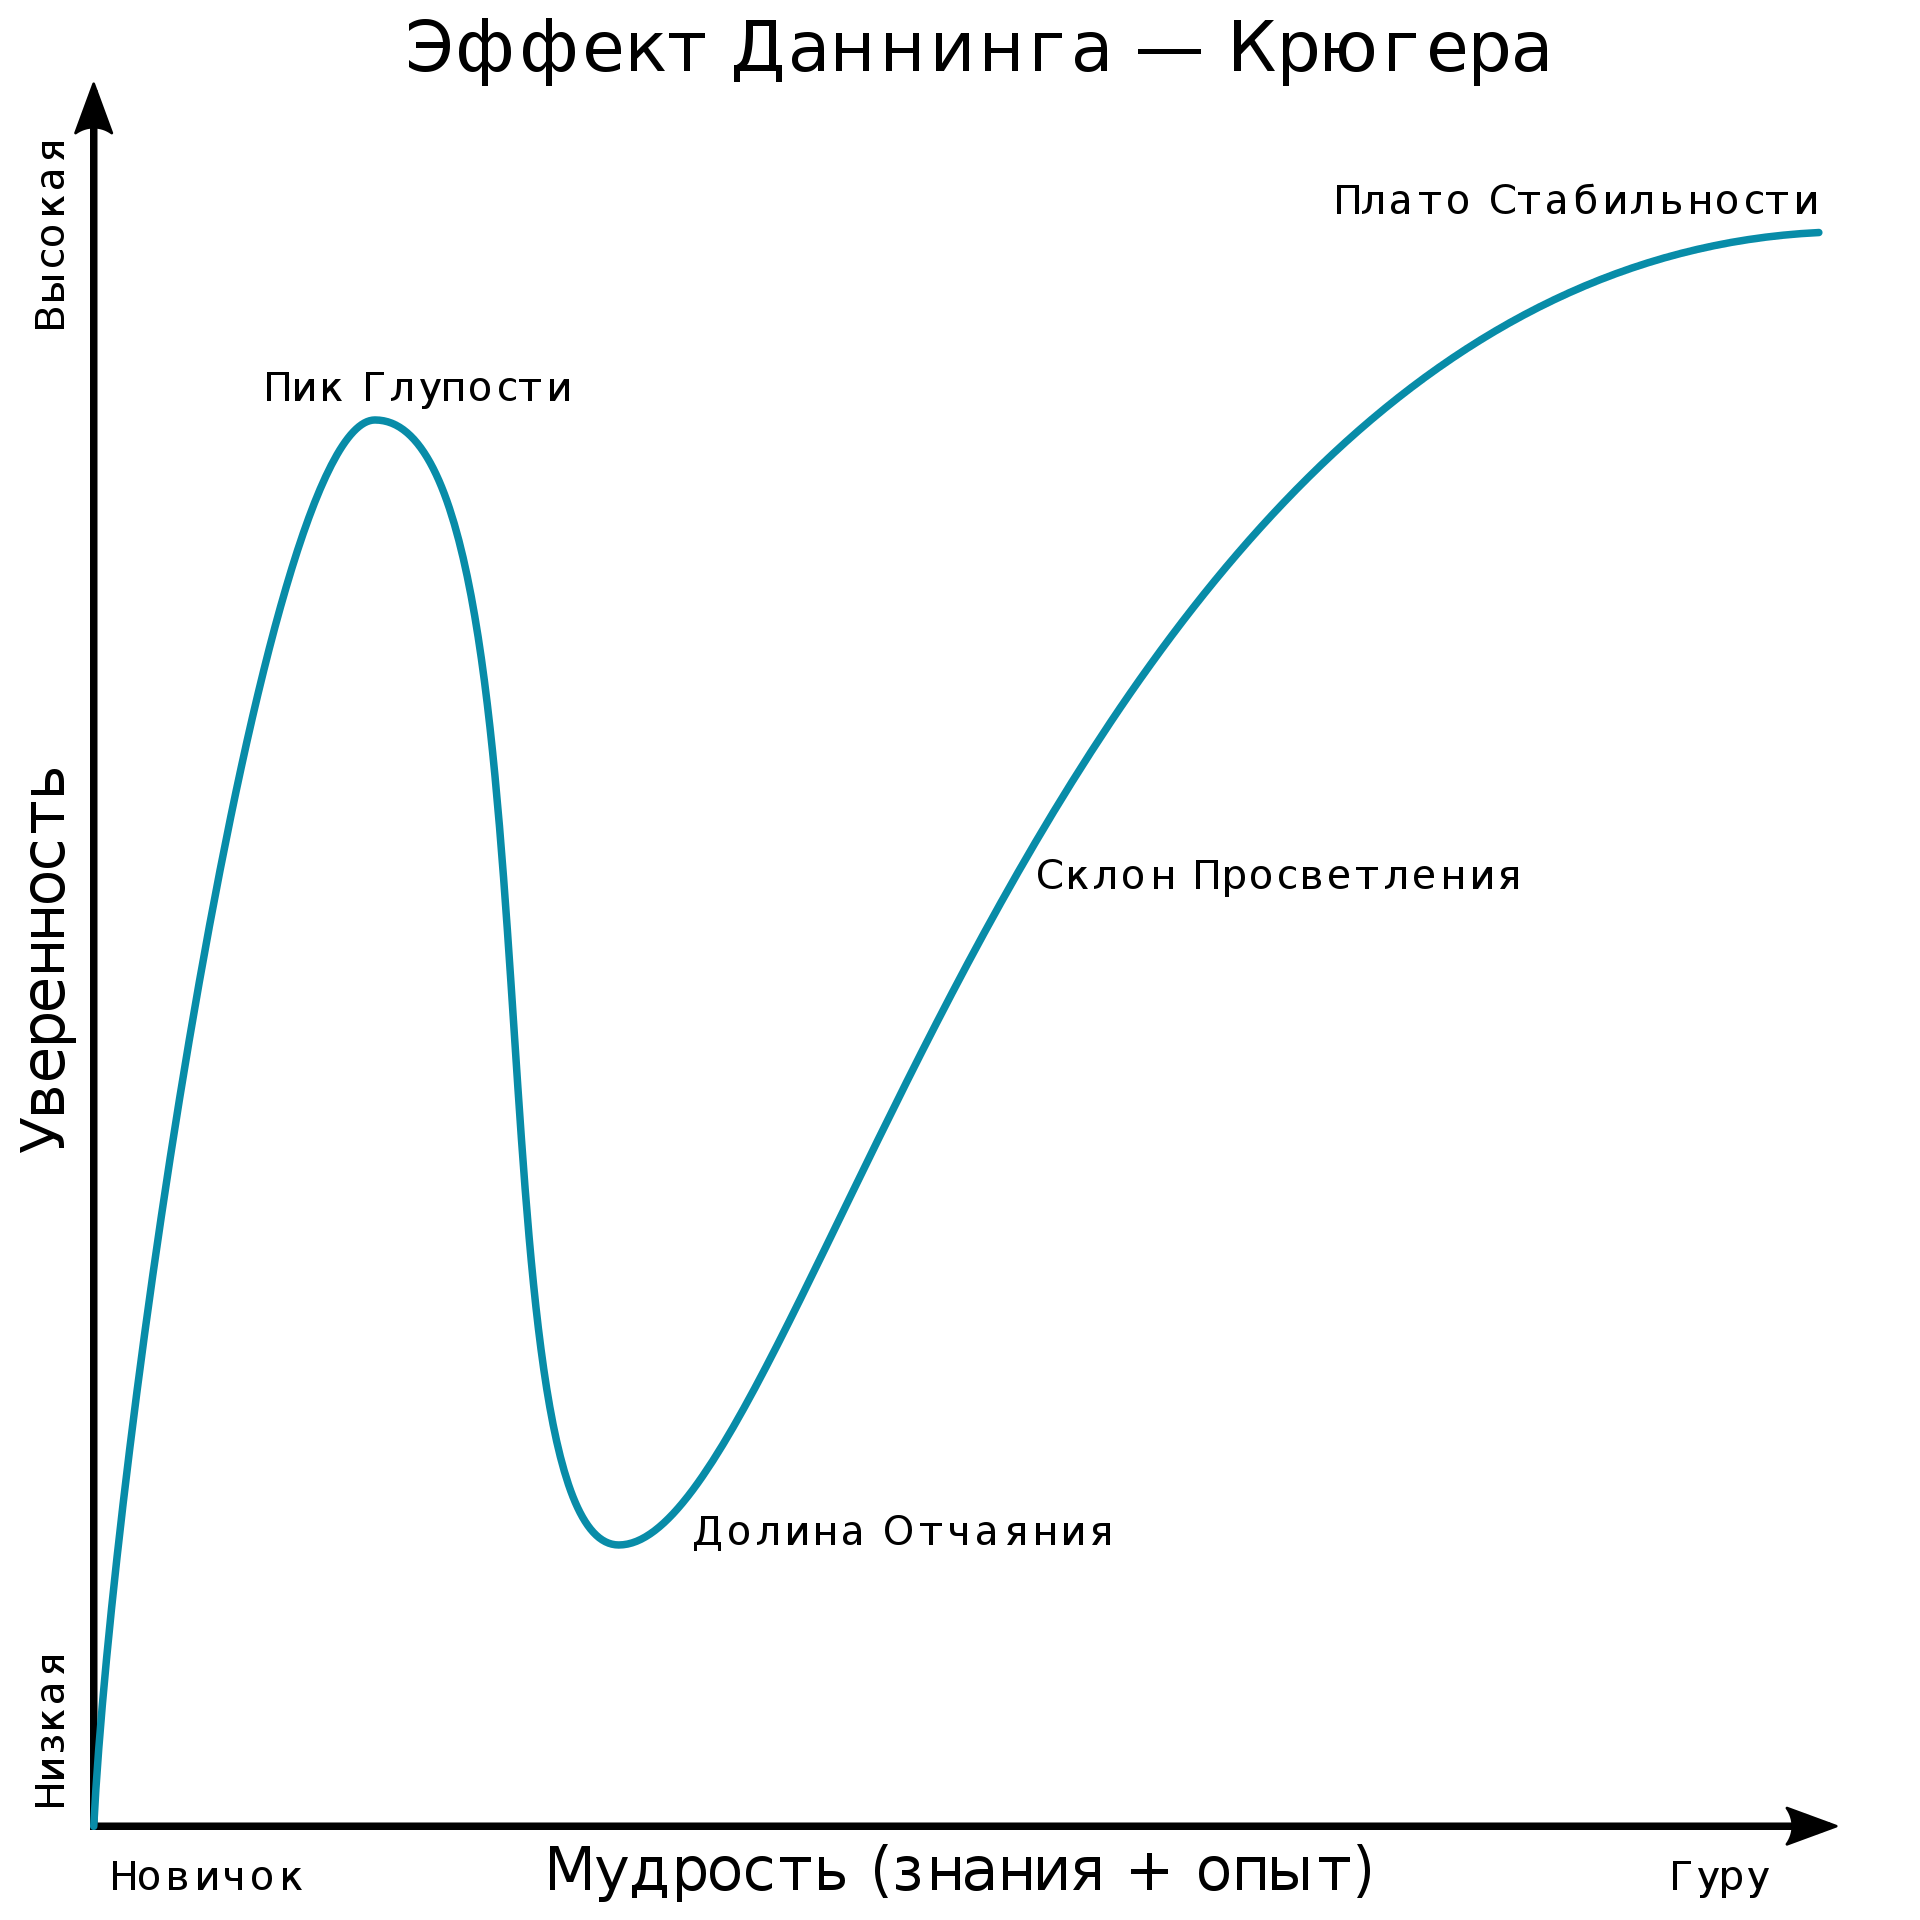 Эффект Даннинга — Крюгера
Высокая
Плато Стабильности
Пик Глупости
Уверенность
Склон Просветления
Долина Отчаяния
Низкая
Новичок
Мудрость (знания + опыт)
Гуру